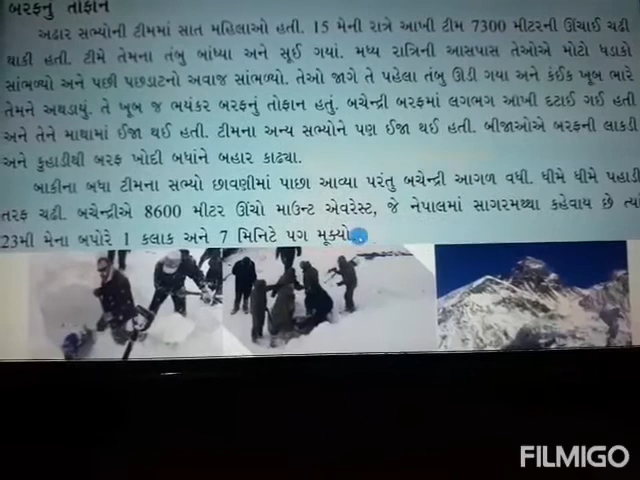 બરફનુ તોફાન
અઢાર સભ્યોની ટીમમાં સાત મહિલાઓ હતી. 15 મેની રાત્રે આખી ટીમ 7300 મીટરની ઊંચાઈ ચઢી
થાકી હતી. ટીમે તેમના તંબુ બાંધ્યા અને સૂઈ ગયાં. મધ્ય રાત્રિની આસપાસ તેઓએ મોટો ધડાકો
સાંભળ્યો અને પછી પછડાટનો અવાજ સાંભળ્યો. તેઓ જાગે તે પહેલા તંબુ ઊડી ગયા અને કંઈક ખૂબ ભારે
તેમને અથડાયું. તે ખૂબ જ ભયંકર બરફનું તોફાન હતું. બચેન્દ્રી બરફમાં લગભગ આખી દટાઈ ગઈ હતી
અને તેને માથામાં ઈજા થઈ હતી. ટીમના અન્ય સભ્યોને પણ ઈજા થઈ હતી. બીજાઓએ બરફની લાકડી
અને કુહાડીથી બરફ ખોદી બધાંને બહાર કાઢ્યા.
બાકીના બધા ટીમના સભ્યો છાવણીમાં પાછા આવ્યા પરંતુ બચેન્દ્રી આગળ વધી. ધીમે ધીમે પહાડી
તરફ ચઢી. બચેન્દ્રીએ 8600 મીટર ઊંચો માઉન્ટ એવરેસ્ટ, જે નેપાળમાં સાગરમથ્થા કહેવાય છે ત્યાં
23મી મેના બપોરે 1 કલાક અને 7 મિનિટે પગ મૂક્યો.
FILMIGO